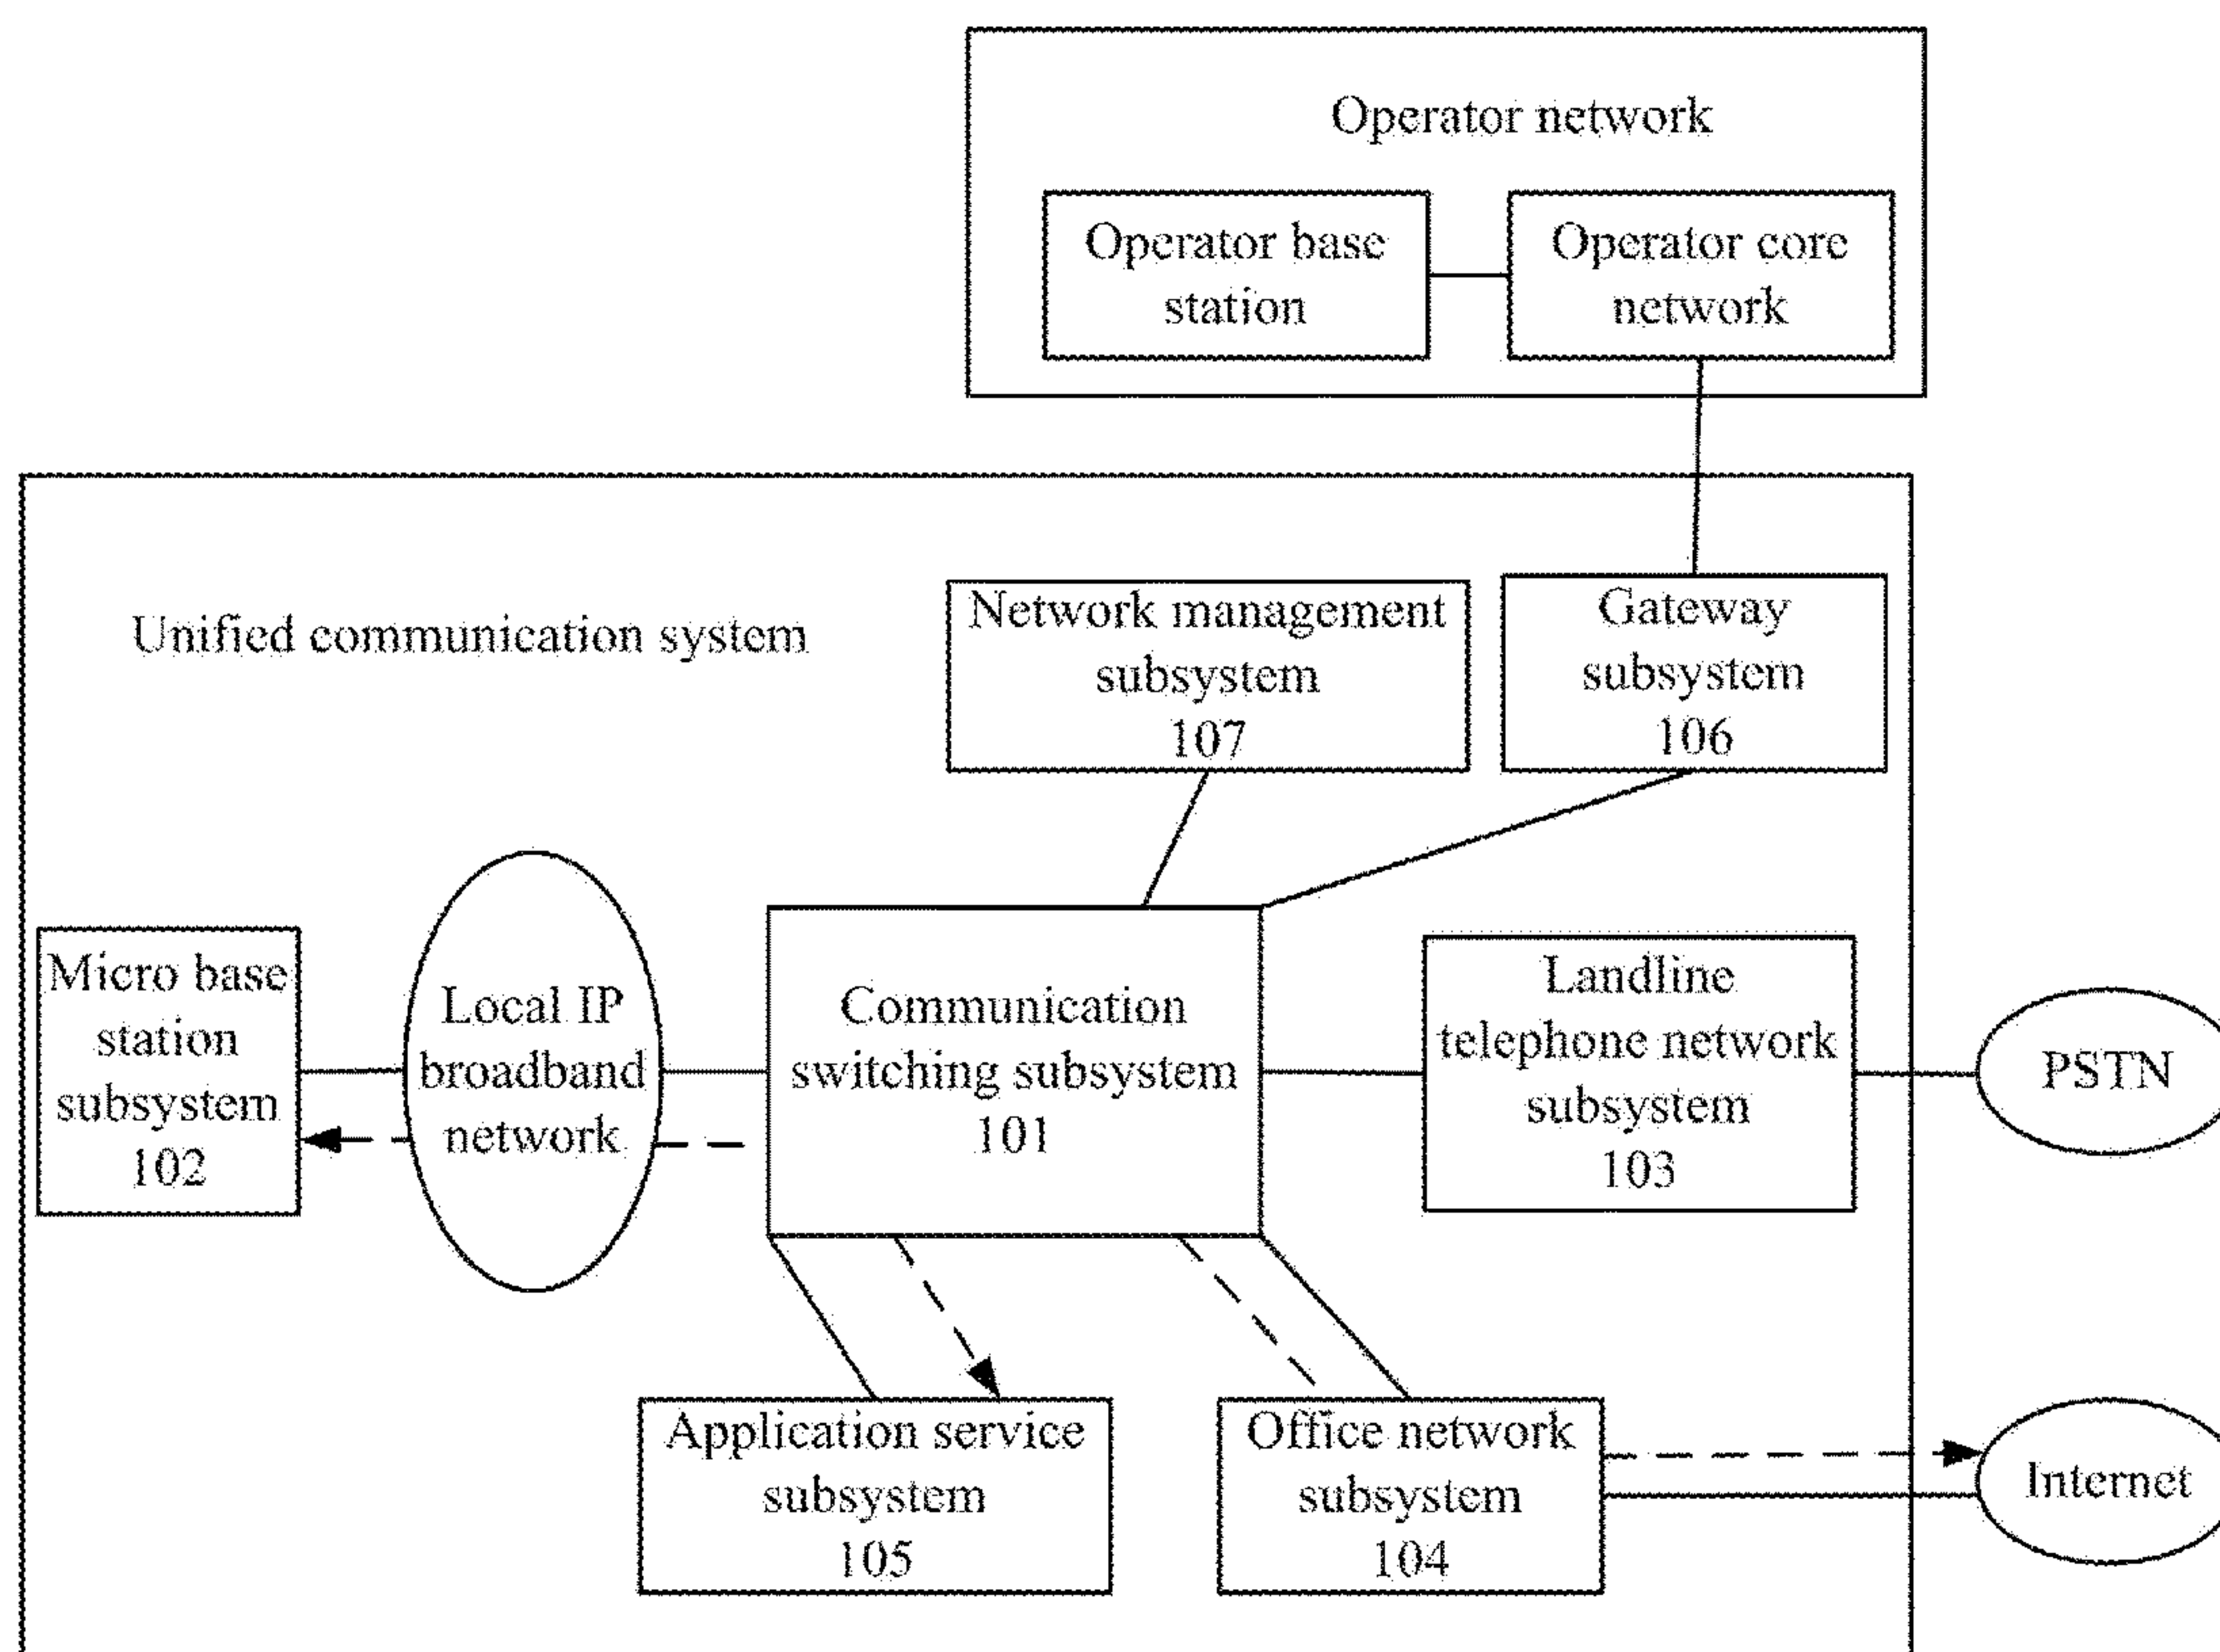 Operator network
Operator base
station
Operator core
network
Unified communication system
Network management
subsystem
107
Gateway
subsystem
106
Micro base
station
subsystem
102
Local IP
broadband
network
Communication
switching subsystem
101
Landline
telephone network
subsystem
103
PSTN
Application service
subsystem
105
Office network
subsystem
104
Internet